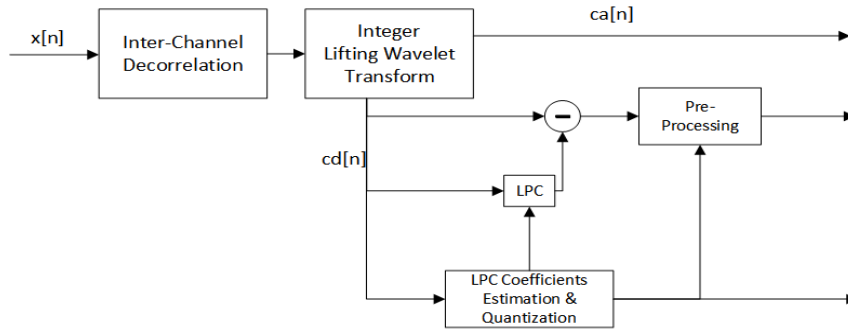 x[n]
Inter-Channel
Decorrelation
Integer
Lifting Wavelet
Transform
ca[n]
Pre-
Processing
cd[n]
LPC
LPC Coefficients
Estimation &
Quantization